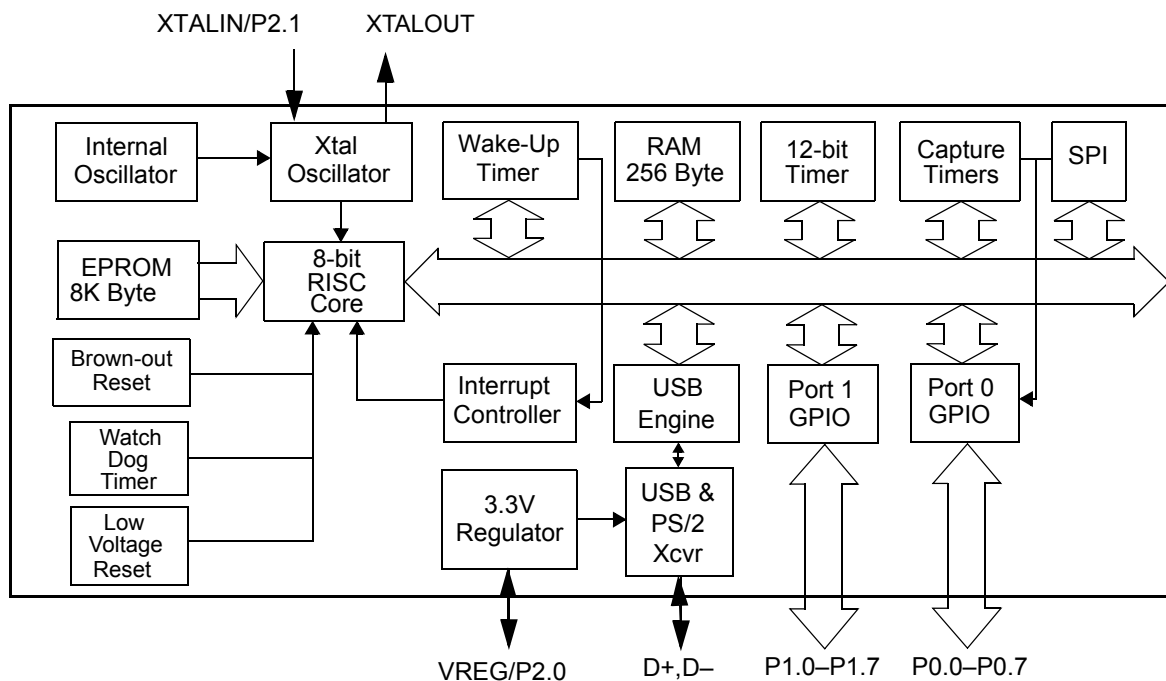 XTALIN/P2.1
XTALOUT
Internal
Oscillator
Xtal
Oscillator
Wake-Up
Timer
RAM
256 Byte
12-bit
Timer
Capture
Timers
SPI
EPROM
8K Byte
8-bit
RISC
Core
Brown-out
Reset
Interrupt
Controller
USB
Engine
Port 1
GPIO
Port 0
GPIO
Watch
Dog
Timer
3.3V
Regulator
USB &
PS/2
Xcvr
Low
Voltage
Reset
VREG/P2.0
D+,D–
P1.0–P1.7
P0.0–P0.7